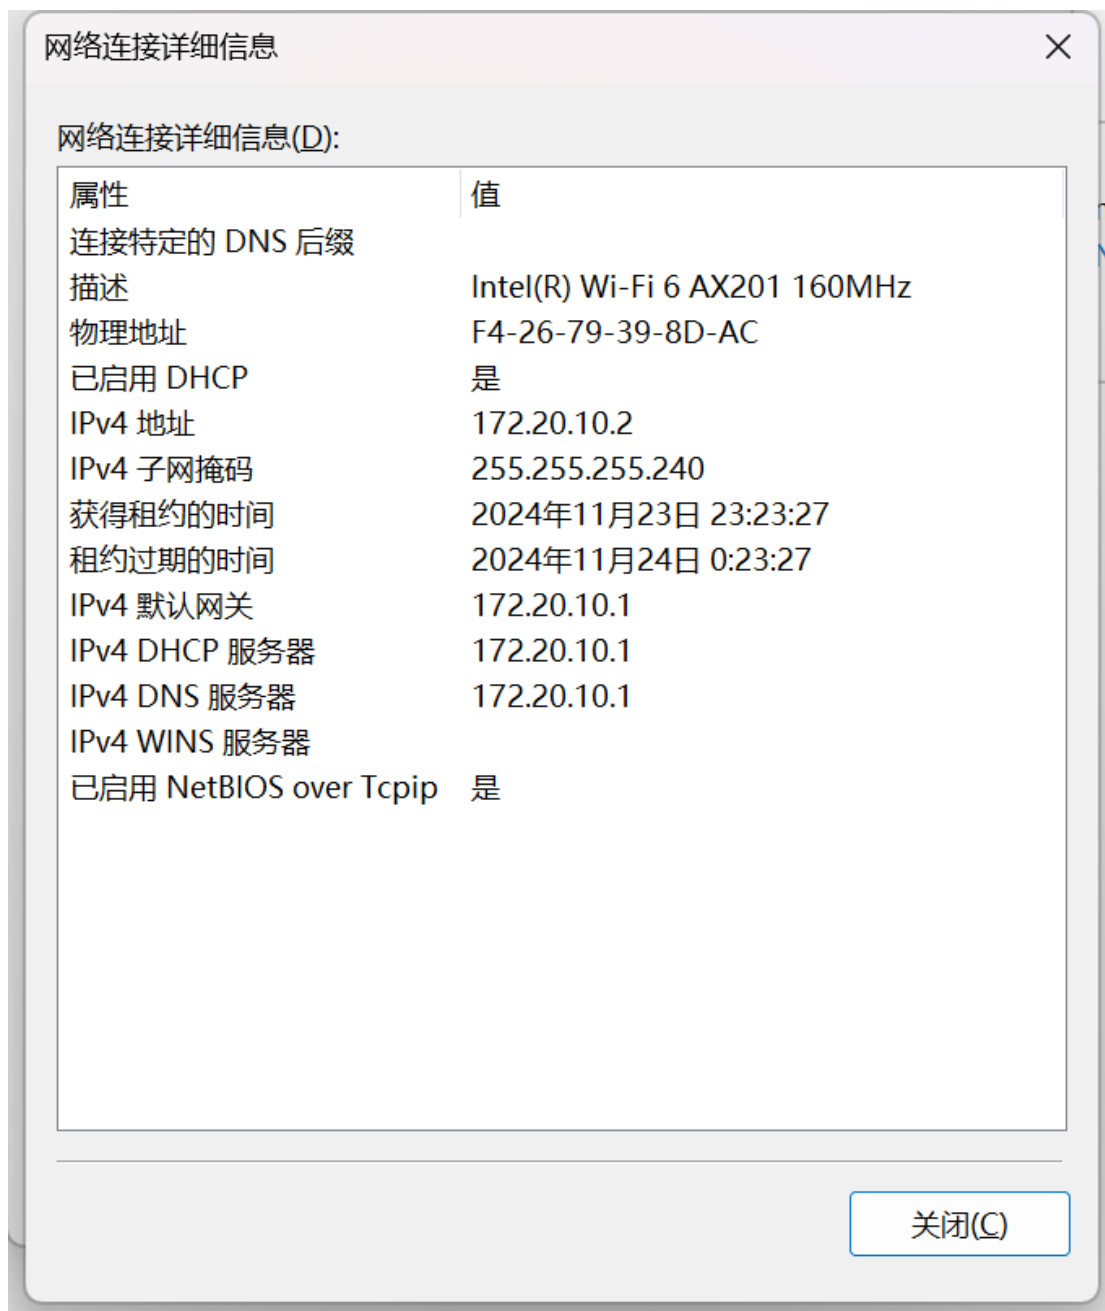 网络连接详细信息
网络连接详细信息(D):
属性 值
连接特定的 DNS 后缀
描述 Intel(R) Wi-Fi 6 AX201 160MHz
物理地址 F4-26-79-39-8D-AC
已启用 DHCP 是
IPv4 地址 172.20.10.2
IPv4 子网掩码 255.255.255.240
获得租约的时间 2024年11月23日 23:23:27
租约过期的时间 2024年11月24日 0:23:27
IPv4 默认网关 172.20.10.1
IPv4 DHCP 服务器 172.20.10.1
IPv4 DNS 服务器 172.20.10.1
IPv4 WINS 服务器
已启用 NetBIOS over Tcpip 是
关闭(C)